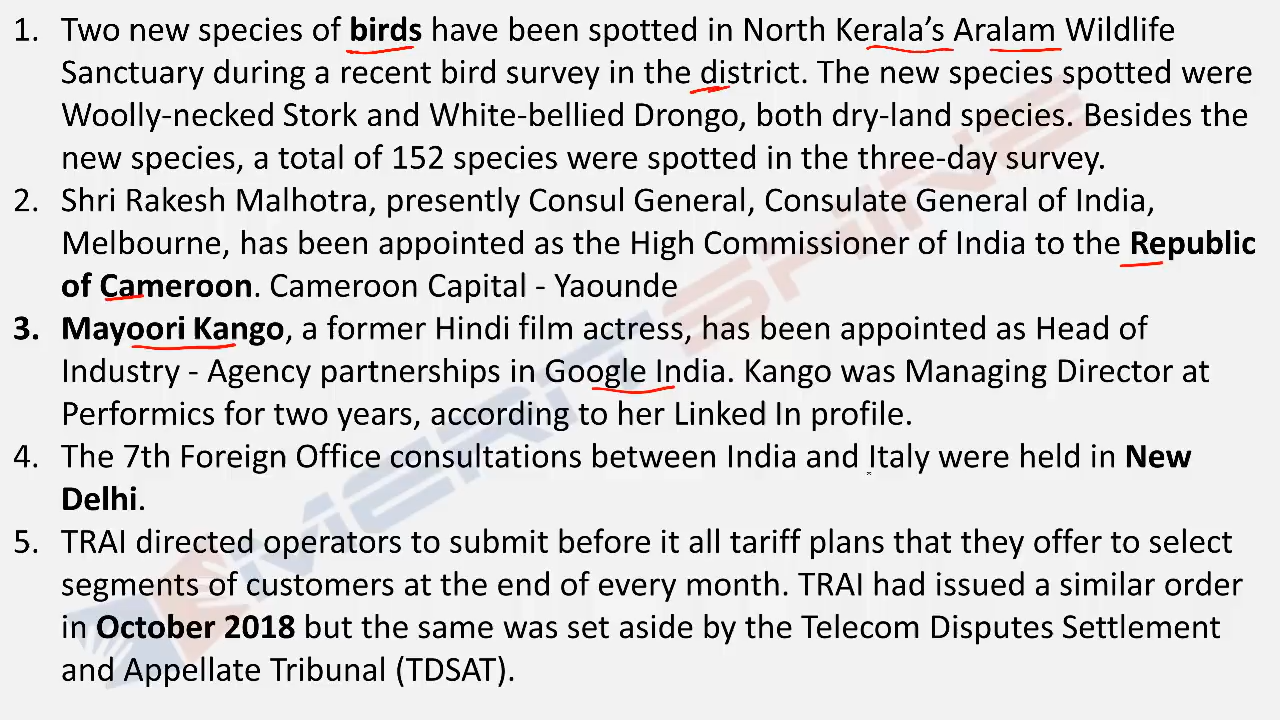 1. Two new species of birds have been spotted in North Kerala’s Aralam Wildlife
Sanctuary during a recent bird survey in the district. The new species spotted were
Woolly-necked Stork and White-bellied Drongo, both dry-land species. Besides the
new species, a total of 152 species were spotted in the three-day survey.
2. Shri Rakesh Malhotra, presently Consul General, Consulate General of India,
Melbourne, has been appointed as the High Commissioner of India to the Republic
of Cameroon. Cameroon Capital - Yaounde
3. Mayoori Kango, a former Hindi film actress, has been appointed as Head of
Industry - Agency partnerships in Google India. Kango was Managing Director at
Performics for two years, according to her Linked In profile.
4. The 7th Foreign Office consultations between India and Italy were held in New
Delhi.
5. TRAI directed operators to submit before it all tariff plans that they offer to select
segments of customers at the end of every month. TRAI had issued a similar order
in October 2018 but the same was set aside by the Telecom Disputes Settlement
and Appellate Tribunal (TDSAT).
MERITSPINE